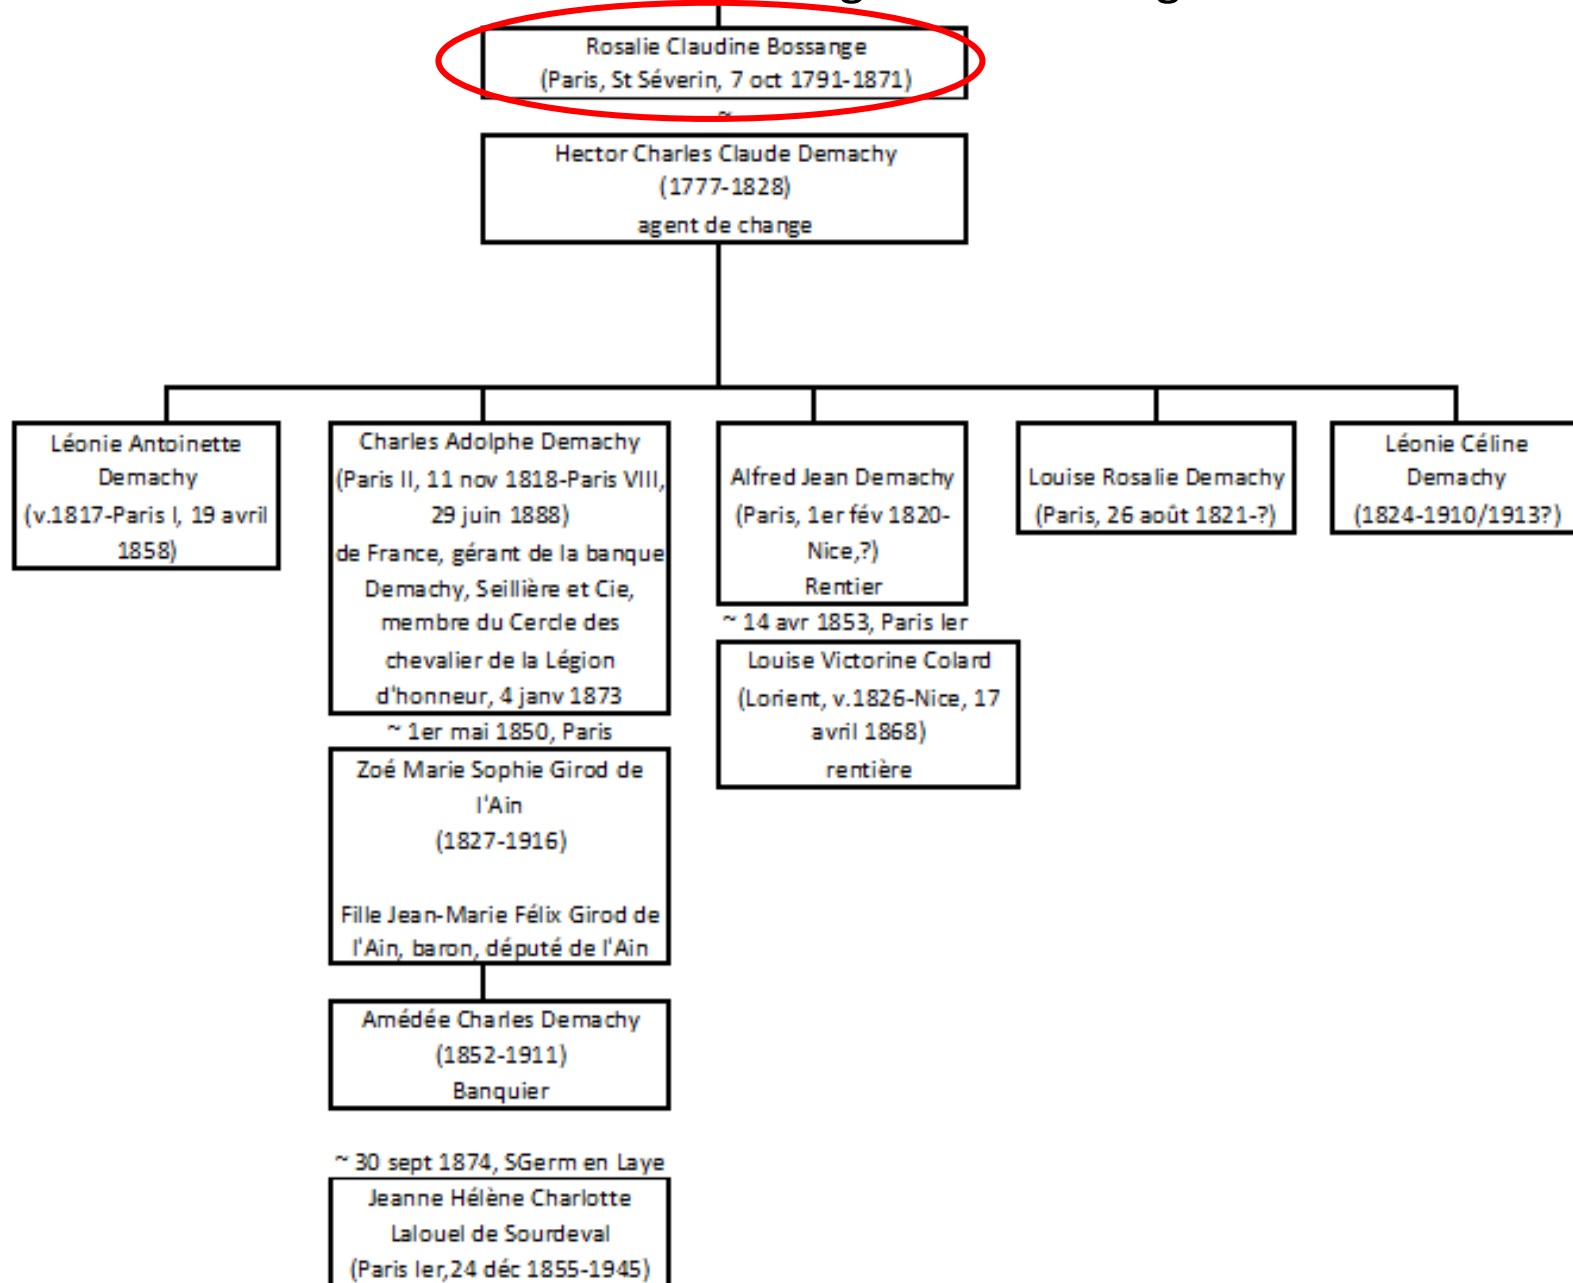 Rosalie Claudine Bossange
(Paris, St Séverin, 7 oct 1791-1871)
~
Hector Charles Claude Demachy
(1777-1828)
agent de change
Léonie Antoinette
Demachy
(v.1817-Paris I, 19 avril
1858)
Charles Adolphe Demachy
(Paris II, 11 nov 1818-Paris VIII,
29 juin 1888)
de France, gérant de la banque
Demachy, Seillière et Cie,
membre du Cercle des
chevalier de la Légion
d'honneur, 4 janv 1873
~ 1er mai 1850, Paris
Zoé Marie Sophie Girod de
l'Ain
(1827-1916)
Fille Jean-Marie Félix Girod de
l'Ain, baron, député de l'Ain
Amédée Charles Demachy
(1852-1911)
Banquier
~ 30 sept 1874, SGerm en Laye
Jeanne Hélène Charlotte
Lalouel de Sourdeval
(Paris Ier,24 déc 1855-1945)
Alfred Jean Demachy
(Paris, 1er fév 1820-
Nice,?)
Rentier
~ 14 avr 1853, Paris Ier
Louise Victorine Colard
(Lorient, v.1826-Nice, 17
avril 1868)
rentière
Louise Rosalie Demachy
(Paris, 26 août 1821-?)
Léonie Céline
Demachy
(1824-1910/1913?)